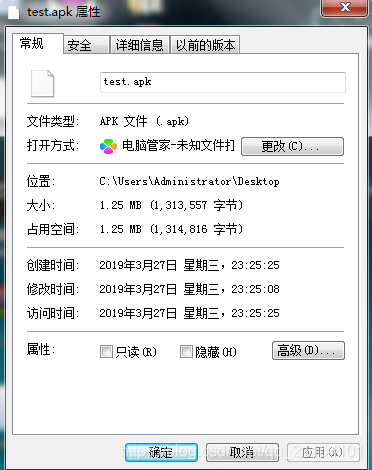 test.apk 属性
常规 安全 详细信息 以前的版本
test.apk
文件类型: APK 文件 (.apk)
打开方式: 电脑管家-未知文件打 更改(C)...
位置: C:\Users\Administrator\Desktop
大小: 1.25 MB (1,313,557 字节)
占用空间: 1.25 MB (1,314,816 字节)
创建时间: 2019年3月27日 星期三，23:25:25
修改时间: 2019年3月27日 星期三，23:25:08
访问时间: 2019年3月27日 星期三，23:25:25
属性: 只读(R) 隐藏(H) 高级(D)...
确定 取消 应用(A)